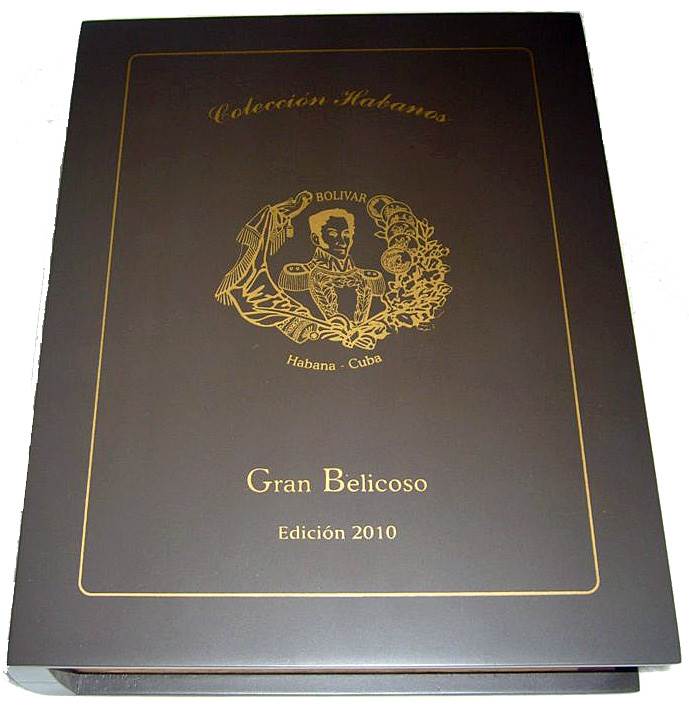 Colección Habanos
BOLIVAR
Habana - Cuba
Gran Belicoso
Edición 2010